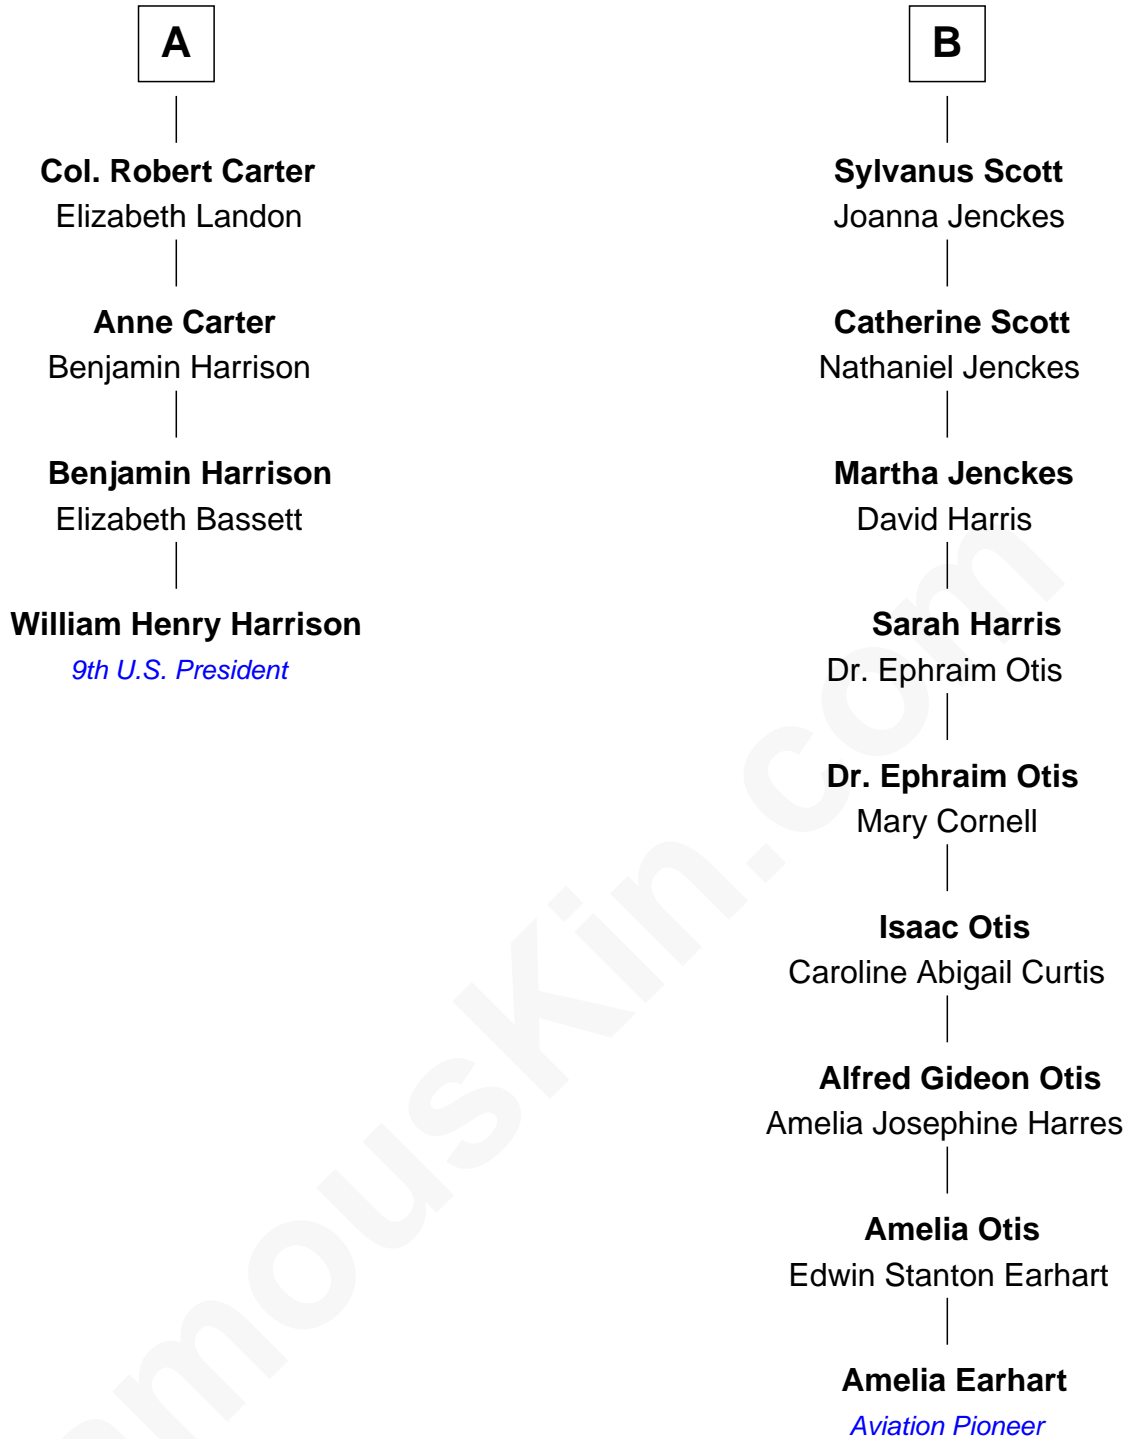 A
Col. Robert Carter
Elizabeth Landon
Anne Carter
Benjamin Harrison
Benjamin Harrison
Elizabeth Bassett
William Henry Harrison
9th U.S. President
B
Sylvanus Scott
Joanna Jenckes
Catherine Scott
Nathaniel Jenckes
Martha Jenckes
David Harris
Sarah Harris
Dr. Ephraim Otis
Dr. Ephraim Otis
Mary Cornell
Isaac Otis
Caroline Abigail Curtis
Alfred Gideon Otis
Amelia Josephine Harres
Amelia Otis
Edwin Stanton Earhart
Amelia Earhart
Aviation Pioneer
amousKin.com